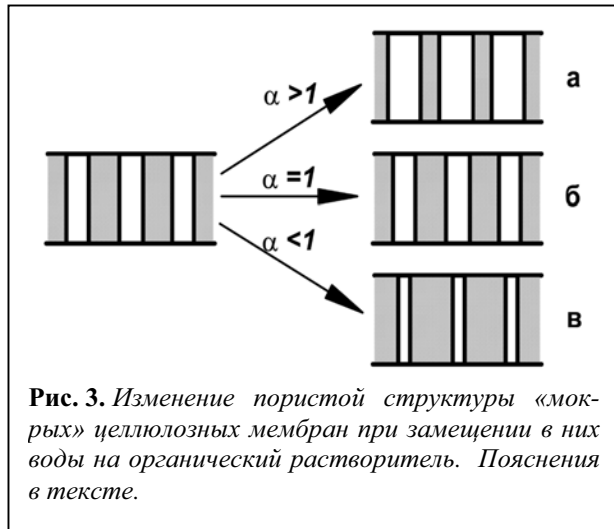 α >1
а
α =1
б
α <1
в
Рис. 3. Изменение пористой структуры «мок-
рых» целлюлозных мембран при замещении в них
воды на органический растворитель. Пояснения
в тексте.